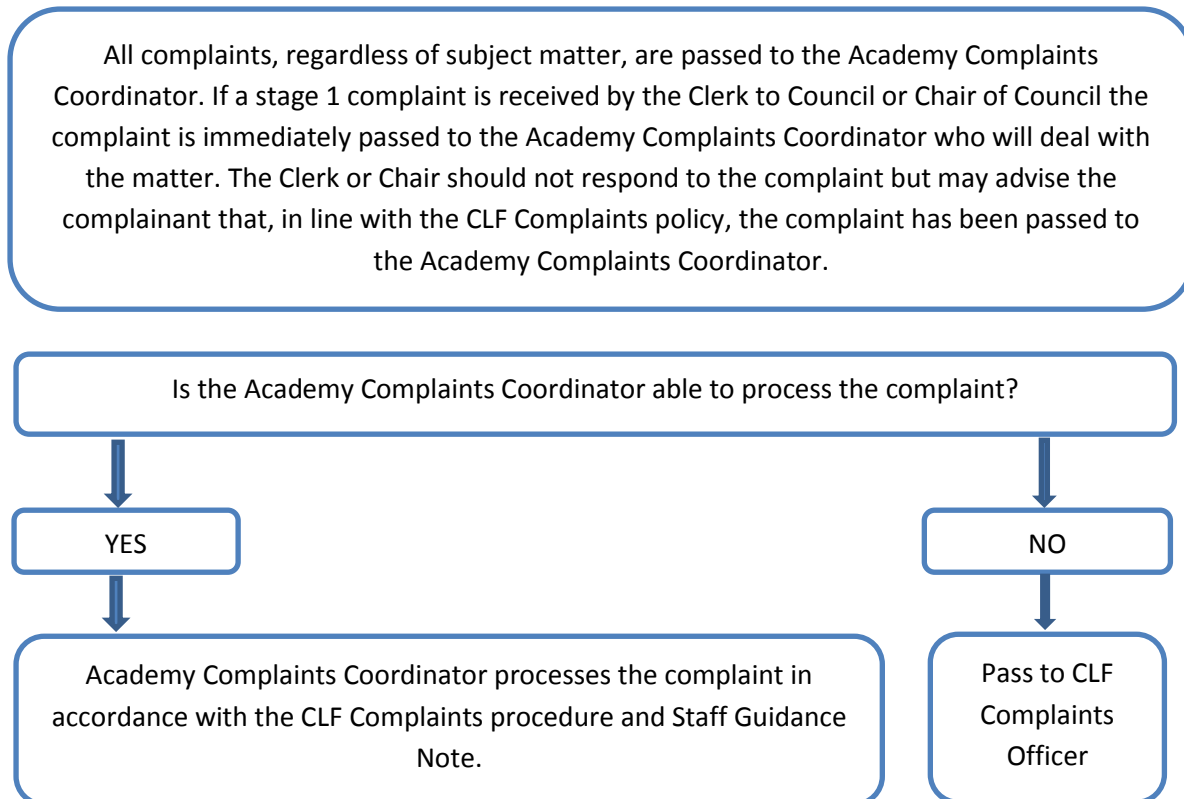 All complaints, regardless of subject matter, are passed to the Academy Complaints
Coordinator. If a stage 1 complaint is received by the Clerk to Council or Chair of Council the
complaint is immediately passed to the Academy Complaints Coordinator who will deal with
the matter. The Clerk or Chair should not respond to the complaint but may advise the
complainant that, in line with the CLF Complaints policy, the complaint has been passed to
the Academy Complaints Coordinator.
Is the Academy Complaints Coordinator able to process the complaint?
YES
NO
Academy Complaints Coordinator processes the complaint in
accordance with the CLF Complaints procedure and Staff Guidance
Note.
Pass to CLF
Complaints
Officer